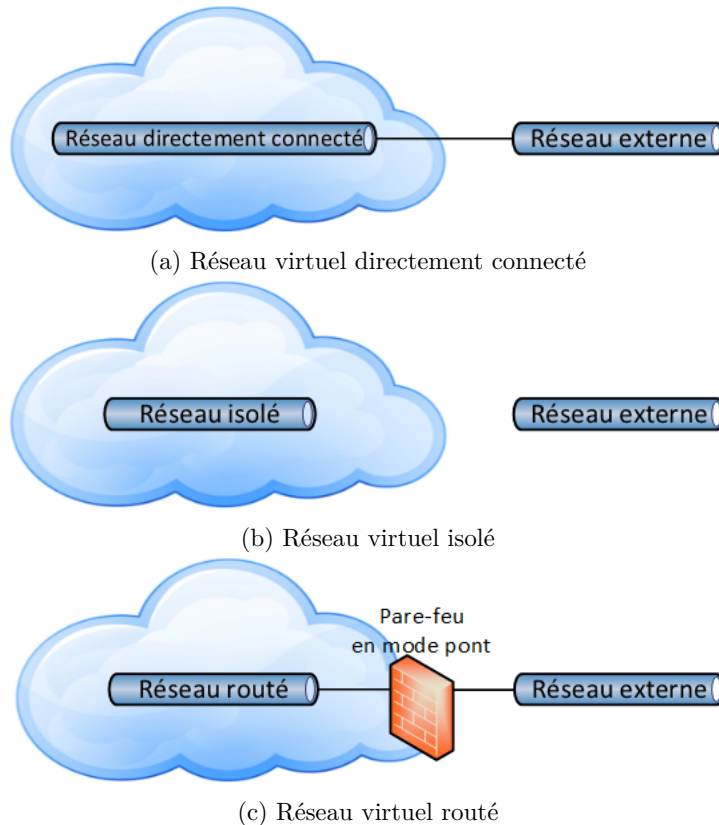 Réseau directement connecté
Réseau externe
(a) Réseau virtuel directement connecté
Réseau isolé
Réseau externe
(b) Réseau virtuel isolé
Pare-feu
en mode pont
Réseau routé
Réseau externe
(c) Réseau virtuel routé